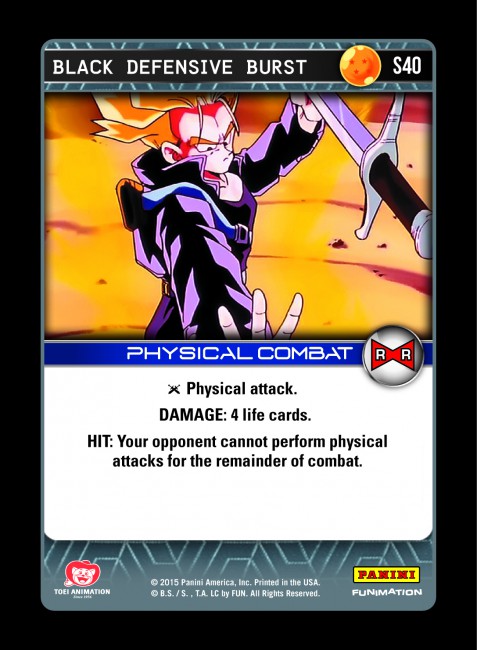 BLACK DEFENSIVE BURST S40
PHYSICAL COMBAT R R
Physical attack.
DAMAGE: 4 life cards.
HIT: Your opponent cannot perform physical
attacks for the remainder of combat.
TOEI ANIMATION
Since 1956
© 2015 Panini America, Inc. Printed in the USA.
© B.S. / S. , T.A. LC by FUN. All Rights Reserved.
PANINI
FUNIMATION